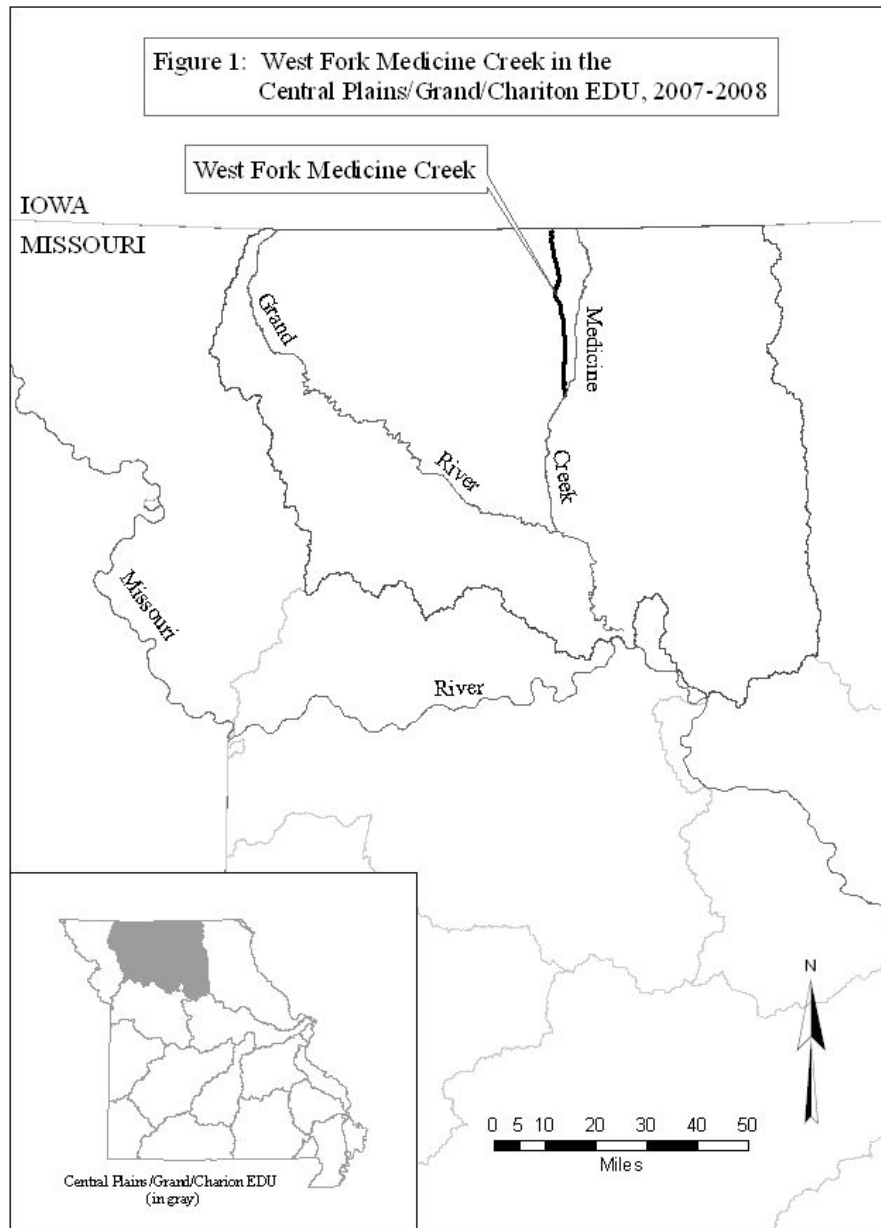 Figure 1: West Fork Medicine Creek in the
Central Plains/Grand/Chariton EDU, 2007-2008
West Fork Medicine Creek
IOWA
MISSOURI
Grand
River
Medicine
Creek
Missouri
River
N
0 5 10 20 30 40 50
Miles
Central Plains/Grand/Charion EDU
(in gray)